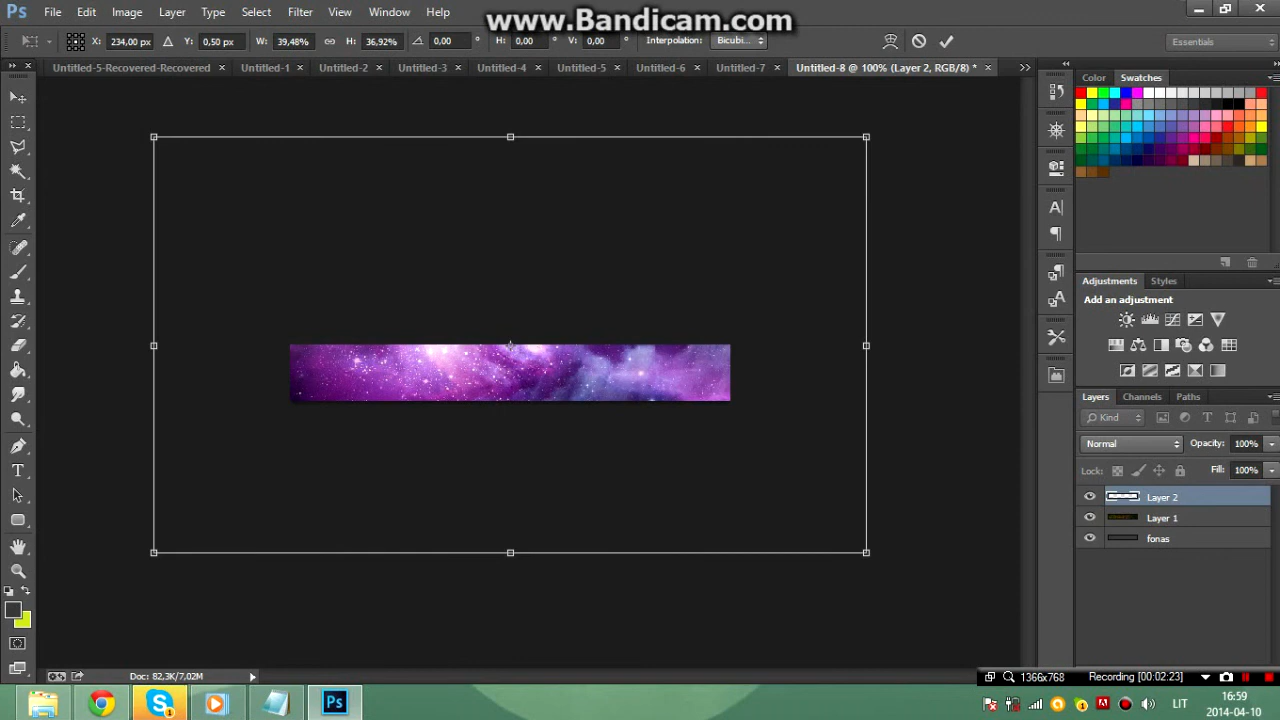 www.Bandicam.com
Ps File Edit Image Layer Type Select Filter View Window Help
X: 234,00 px Y: 0,50 px W: 39,48% H: 36,92% 0,00 ° H: 0,00 V: 0,00 ° Interpolation: Bicubi... Essentials
Untitled-5-Recovered-Recovered × Untitled-1 × Untitled-2 × Untitled-3 × Untitled-4 × Untitled-5 × Untitled-6 × Untitled-7 × Untitled-8 @ 100% (Layer 2, RGB/8) * ×
Color Swatches
Adjustments Styles
Add an adjustment
Layers Channels Paths
Kind
Normal Opacity: 100%
Lock: Fill: 100%
Layer 2
Layer 1
fonas
Doc: 82,3K/7,02M
1366x768 Recording [00:02:23]
Ps
LIT
16:59
2014-04-10